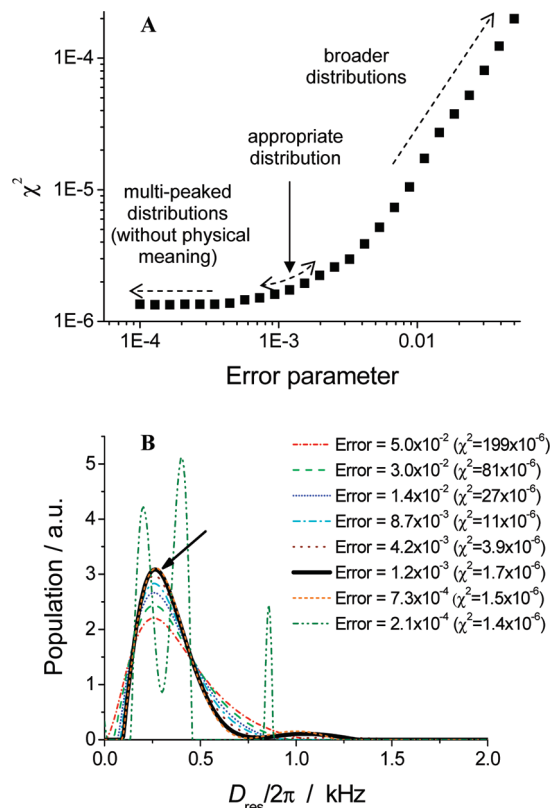 A
1E-4
1E-5
1E-6
χ²
broader
distributions
appropriate
distribution
multi-peaked
distributions
(without physical
meaning)
1E-4
1E-3
0.01
Error parameter
B
5
4
3
2
1
0
Population / a.u.
Error = 5.0x10⁻² (χ²=199x10⁻⁶)
Error = 3.0x10⁻² (χ²=81x10⁻⁶)
Error = 1.4x10⁻² (χ²=27x10⁻⁶)
Error = 8.7x10⁻³ (χ²=11x10⁻⁶)
Error = 4.2x10⁻³ (χ²=3.9x10⁻⁶)
Error = 1.2x10⁻³ (χ²=1.7x10⁻⁶)
Error = 7.3x10⁻⁴ (χ²=1.5x10⁻⁶)
Error = 2.1x10⁻⁴ (χ²=1.4x10⁻⁶)
0.0
0.5
1.0
1.5
2.0
D_res/2π / kHz